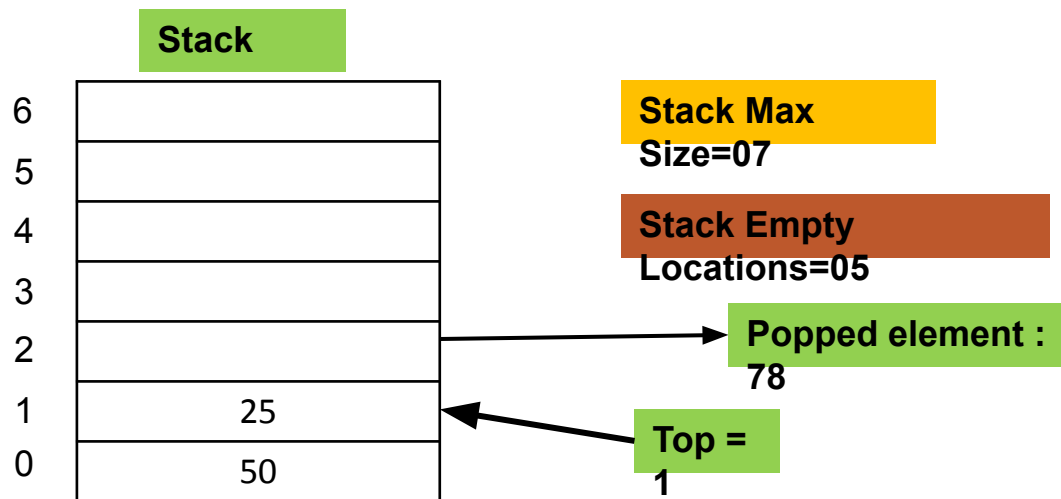 Stack
6
5
4
3
2
1
0
25
50
Stack Max
Size=07
Stack Empty
Locations=05
Popped element :
78
Top =
1